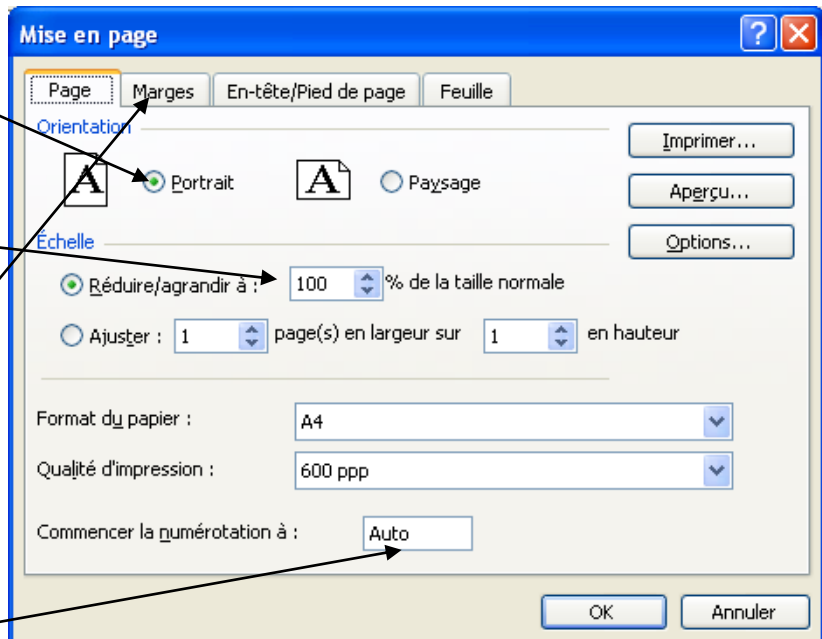 Mise en page
Page Marges En-tête/Pied de page Feuille
Orientation
Imprimer...
A Portrait A Paysage
Aperçu...
Échelle
Options...
Réduire/agrandir à : 100 % de la taille normale
Ajuster : 1 page(s) en largeur sur 1 en hauteur
Format du papier : A4
Qualité d'impression : 600 ppp
Commencer la numérotation à : Auto
OK Annuler